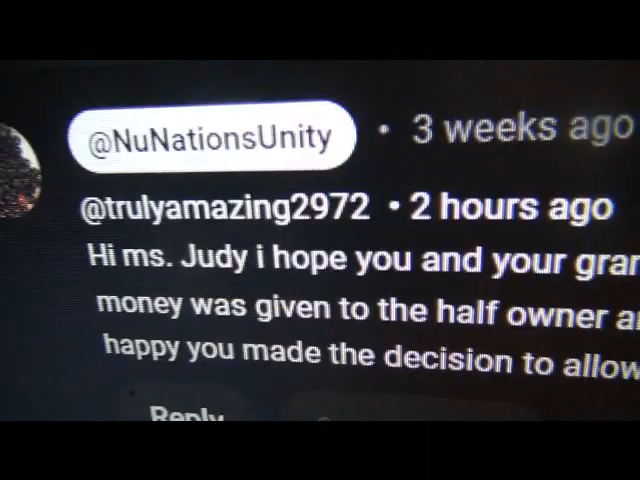 @NuNationsUnity • 3 weeks ago
@trulyamazing2972 • 2 hours ago
Hi ms. Judy i hope you and your
money was given to the half owner
happy you made the decision to allow
Reply